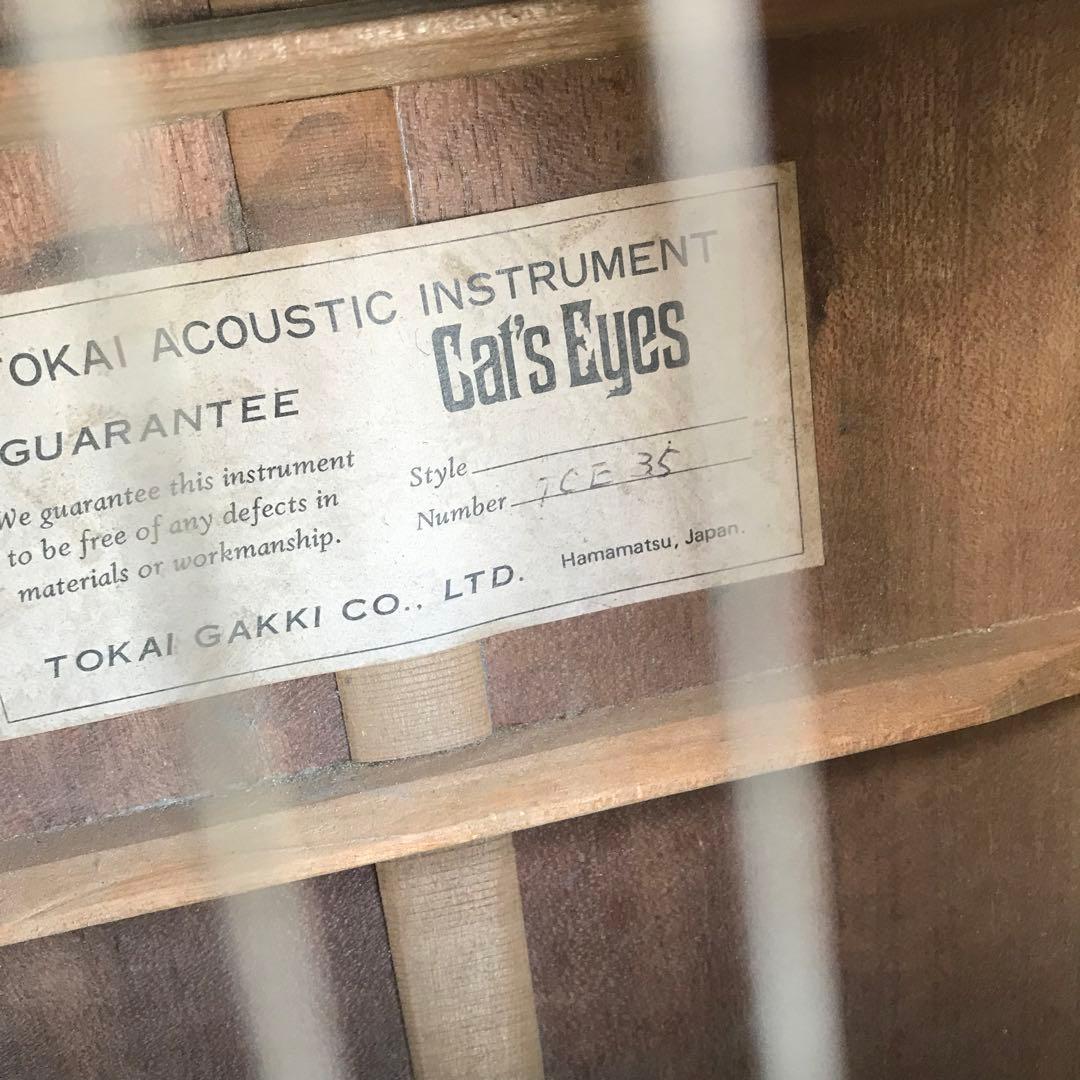 TOKAI ACOUSTIC INSTRUMENT
GUARANTEE
Cat's Eyes
We guarantee this instrument
to be free of any defects in
materials or workmanship.
Style
Number TCE 35
TOKAI GAKKI CO., LTD.
Hamamatsu, Japan.